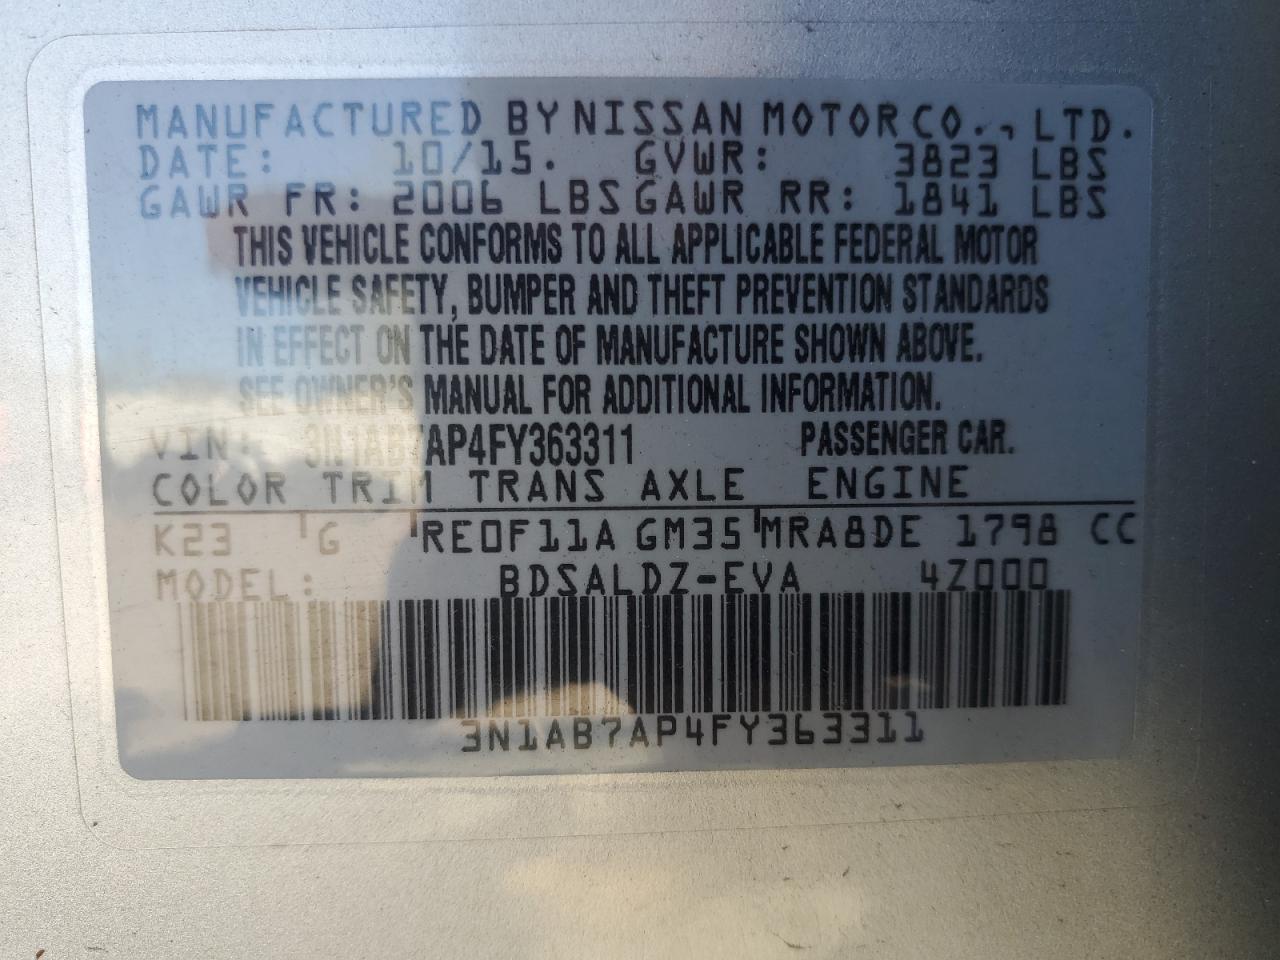 MANUFACTURED BY NISSAN MOTOR CO., LTD.
DATE: 10/15. GVWR: 3823 LBS
GAWR FR: 2006 LBS GAWR RR: 1841 LBS
THIS VEHICLE CONFORMS TO ALL APPLICABLE FEDERAL MOTOR
VEHICLE SAFETY, BUMPER AND THEFT PREVENTION STANDARDS
IN EFFECT ON THE DATE OF MANUFACTURE SHOWN ABOVE.
SEE OWNER'S MANUAL FOR ADDITIONAL INFORMATION.
VIN: 3N1AB7AP4FY363311 PASSENGER CAR.
COLOR TRIM TRANS AXLE ENGINE
K23 G RE0F11A GM35 MRA8DE 1798 CC
MODEL: BDSALDZ-EVA 4Z000
3N1AB7AP4FY363311